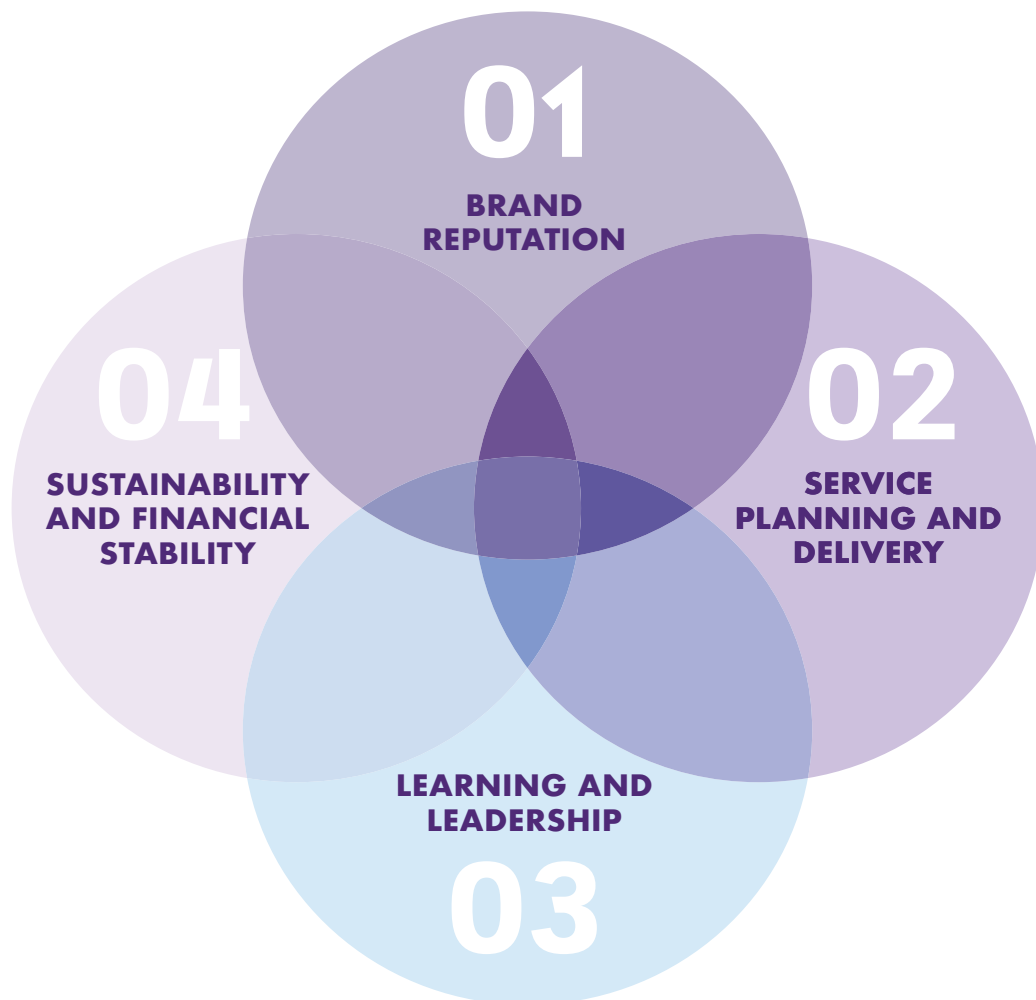 01
BRAND
REPUTATION
02
SERVICE
PLANNING AND
DELIVERY
LEARNING AND
LEADERSHIP
03
04
SUSTAINABILITY
AND FINANCIAL
STABILITY